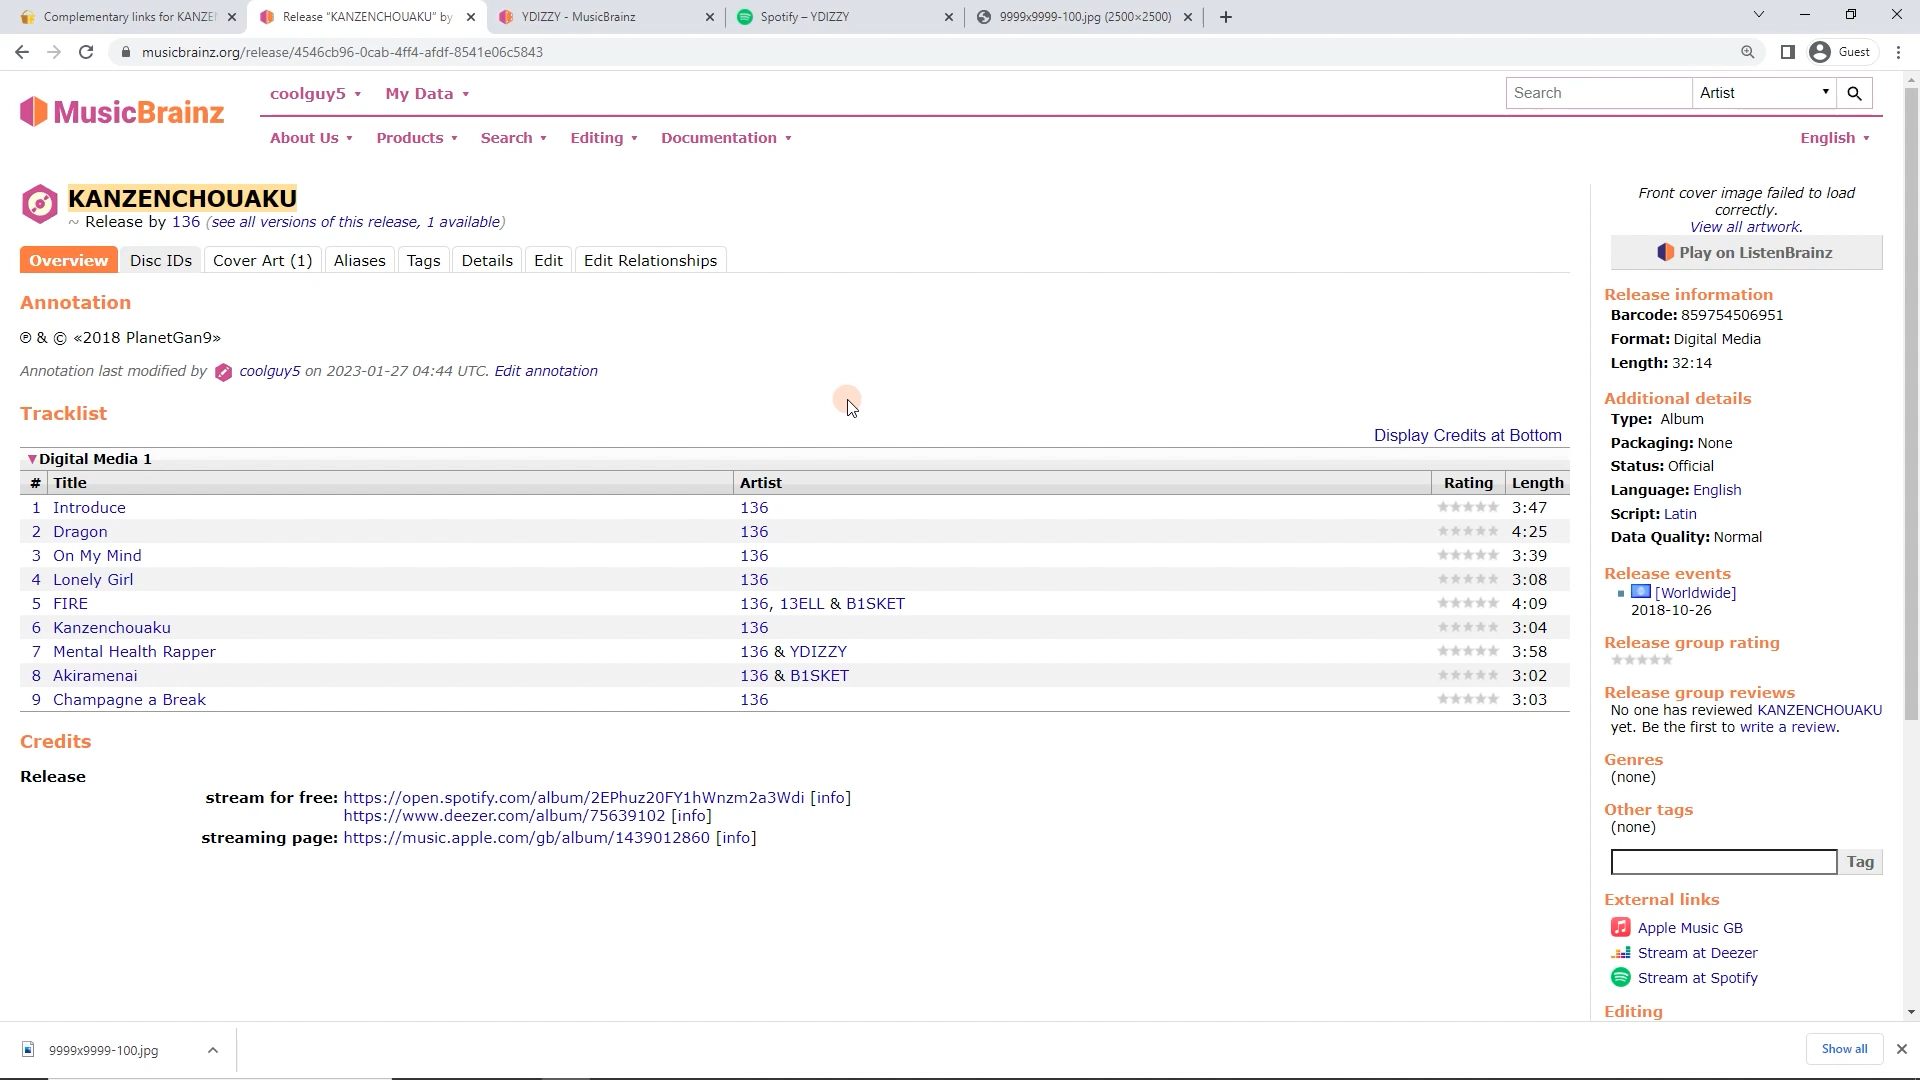 Complementary links for KANZE
Release “KANZENCHOUAKU” by
YDIZZY - MusicBrainz
Spotify – YDIZZY
9999x9999-100.jpg (2500×2500)
musicbrainz.org/release/4546cb96-0cab-4ff4-afdf-8541e06c5843
Guest
MusicBrainz
coolguy5 ▾ My Data ▾
Search
Artist
About Us ▾ Products ▾ Search ▾ Editing ▾ Documentation ▾
English ▾
KANZENCHOUAKU
~ Release by 136 (see all versions of this release, 1 available)
Overview Disc IDs Cover Art (1) Aliases Tags Details Edit Edit Relationships
Annotation
℗ & © «2018 PlanetGan9»
Annotation last modified by coolguy5 on 2023-01-27 04:44 UTC. Edit annotation
Tracklist
Display Credits at Bottom
▼Digital Media 1
# Title Artist Rating Length
1 Introduce 136 3:47
2 Dragon 136 4:25
3 On My Mind 136 3:39
4 Lonely Girl 136 3:08
5 FIRE 136, 13ELL & B1SKET 4:09
6 Kanzenchouaku 136 3:04
7 Mental Health Rapper 136 & YDIZZY 3:58
8 Akiramenai 136 & B1SKET 3:02
9 Champagne a Break 136 3:03
Credits
Release
stream for free: https://open.spotify.com/album/2EPhuz20FY1hWnzm2a3Wdi [info]
https://www.deezer.com/album/75639102 [info]
streaming page: https://music.apple.com/gb/album/1439012860 [info]
Front cover image failed to load
correctly.
View all artwork.
Play on ListenBrainz
Release information
Barcode: 859754506951
Format: Digital Media
Length: 32:14
Additional details
Type: Album
Packaging: None
Status: Official
Language: English
Script: Latin
Data Quality: Normal
Release events
[Worldwide]
2018-10-26
Release group rating
Release group reviews
No one has reviewed KANZENCHOUAKU
yet. Be the first to write a review.
Genres
(none)
Other tags
(none)
Tag
External links
Apple Music GB
Stream at Deezer
Stream at Spotify
Editing
9999x9999-100.jpg
Show all